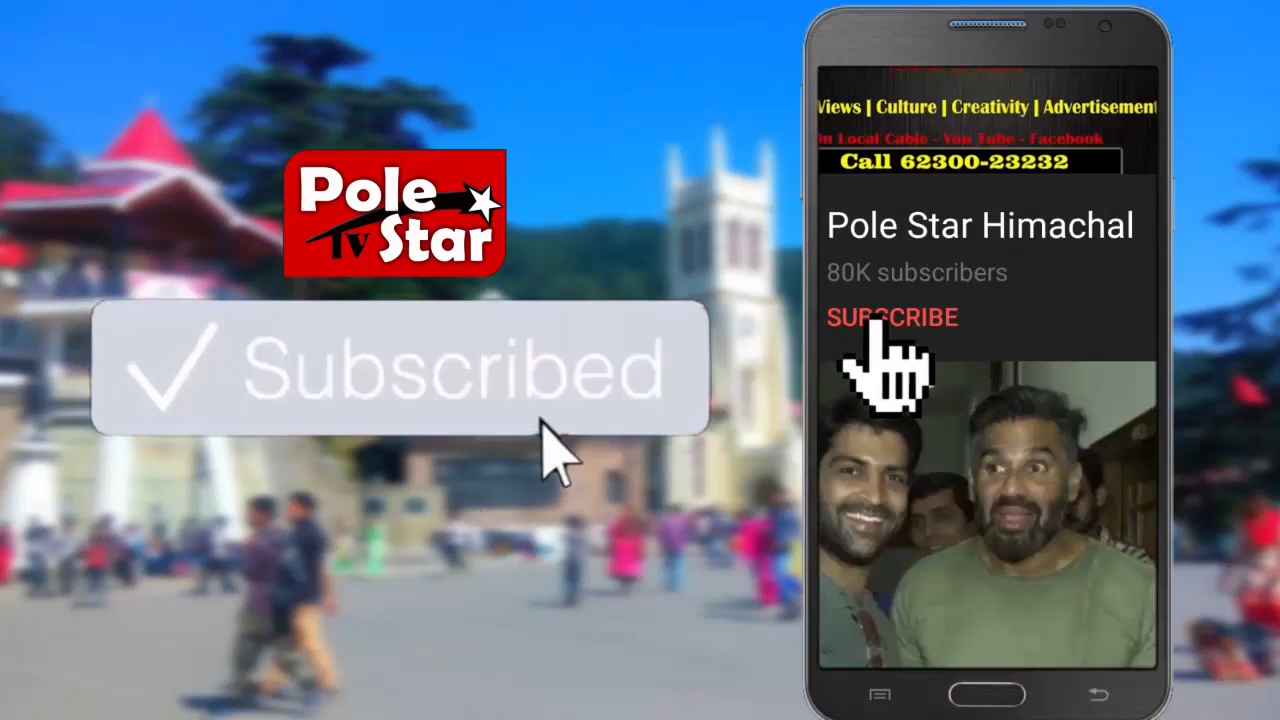 Pole
TV Star
Subscribed
Views | Culture | Creativity | Advertisement
On Local Cable - You Tube - Facebook
Call 62300-23232
Pole Star Himachal
80K subscribers
SUBSCRIBE